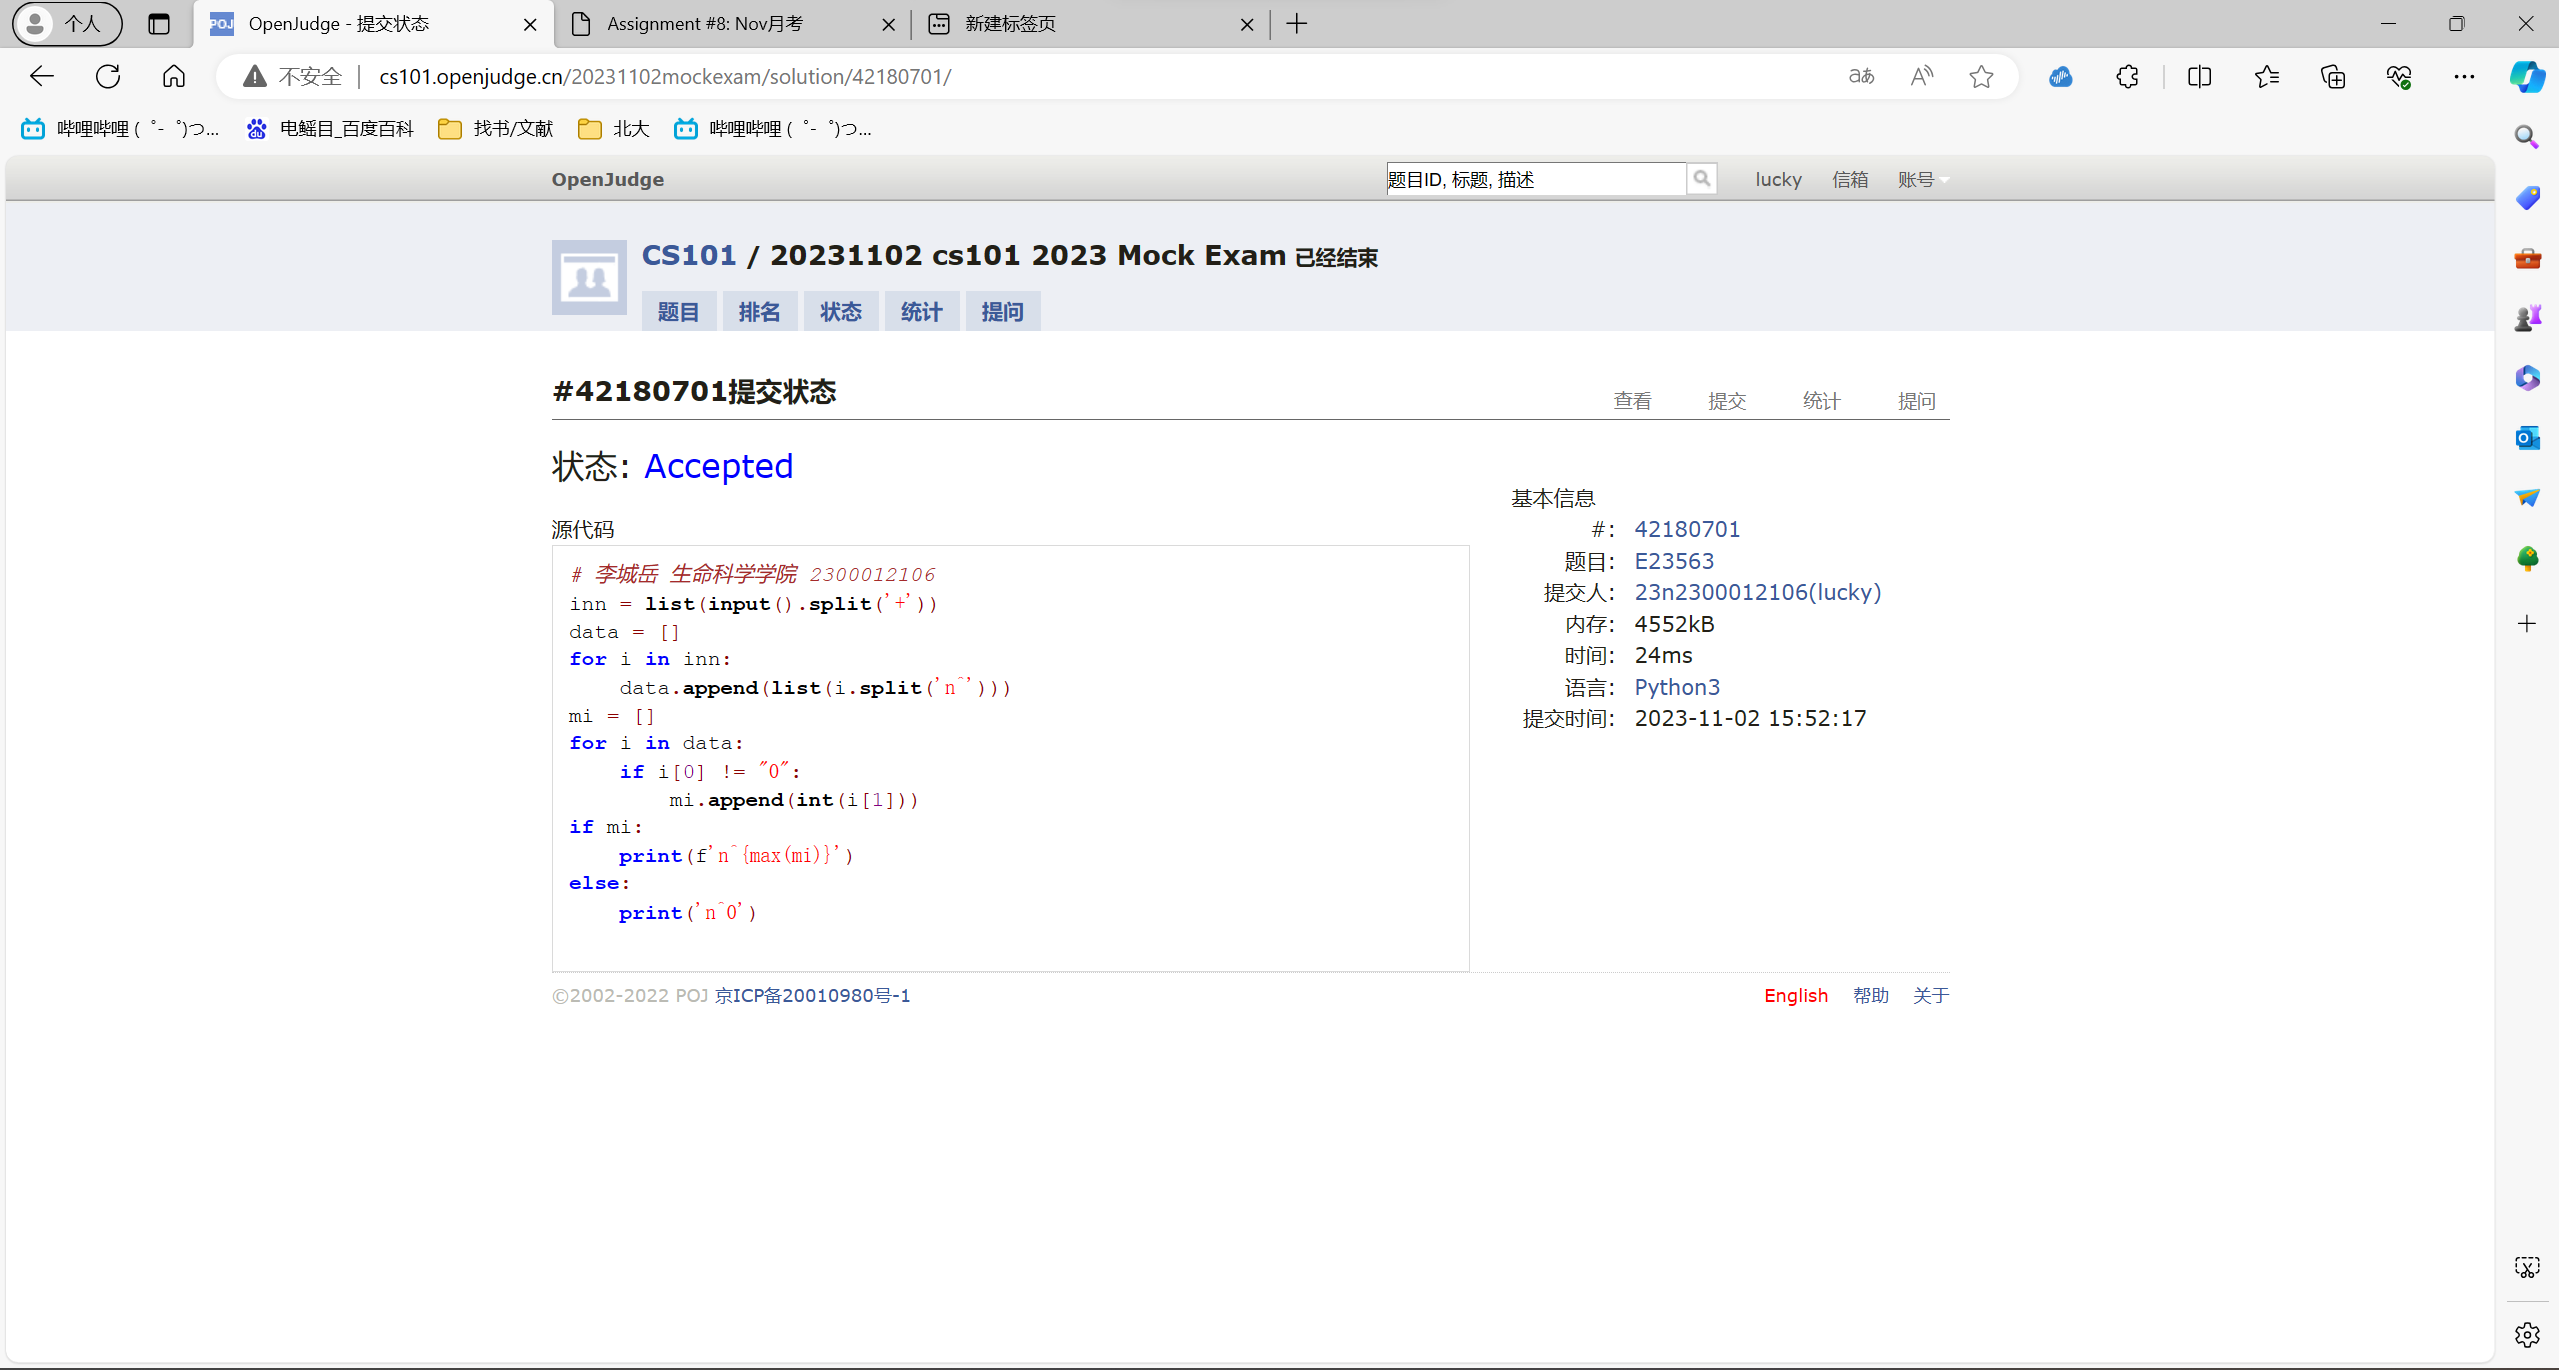 个人
OpenJudge - 提交状态
Assignment #8: Nov月考
新建标签页
不安全 | cs101.openjudge.cn/20231102mockexam/solution/42180701/
哔哩哔哩 ( ゜- ゜)つ...
电鳐目_百度百科
找书/文献
北大
哔哩哔哩 ( ゜- ゜)つ...
OpenJudge
题目ID, 标题, 描述
lucky 信箱 账号
CS101 / 20231102 cs101 2023 Mock Exam 已经结束
题目 排名 状态 统计 提问
#42180701提交状态
查看 提交 统计 提问
状态: Accepted
源代码
# 李城岳 生命科学学院 2300012106
inn = list(input().split('+'))
data = []
for i in inn:
    data.append(list(i.split('n^')))
mi = []
for i in data:
    if i[0] != "0":
        mi.append(int(i[1]))
if mi:
    print(f'n^{max(mi)}')
else:
    print('n^0')
基本信息
#: 42180701
题目: E23563
提交人: 23n2300012106(lucky)
内存: 4552kB
时间: 24ms
语言: Python3
提交时间: 2023-11-02 15:52:17
©2002-2022 POJ 京ICP备20010980号-1
English 帮助 关于